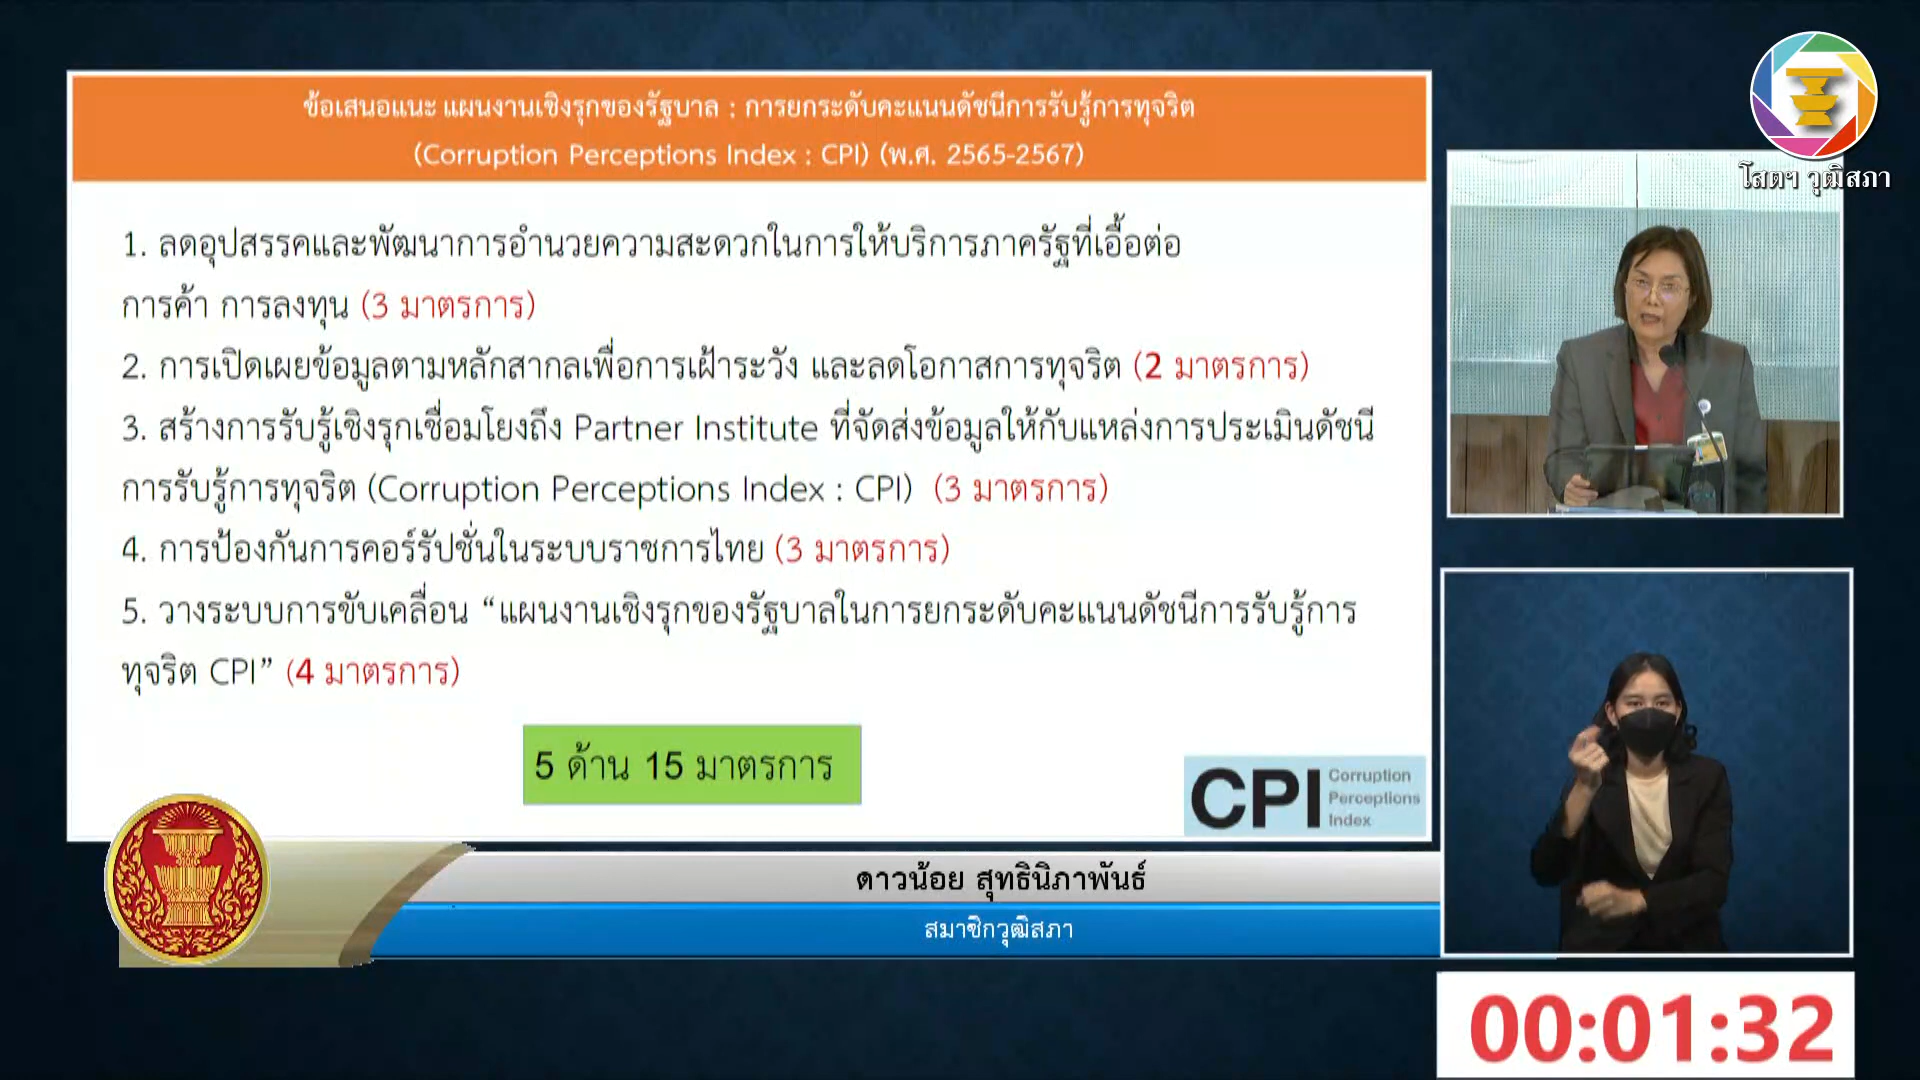 ข้อเสนอแนะ แผนงานเชิงรุกของรัฐบาล : การยกระดับคะแนนดัชนีการรับรู้การทุจริต
(Corruption Perceptions Index : CPI) (พ.ศ. 2565-2567)
1. ลดอุปสรรคและพัฒนาการอำนวยความสะดวกในการให้บริการภาครัฐที่เอื้อต่อ
การค้า การลงทุน (3 มาตรการ)
2. การเปิดเผยข้อมูลตามหลักสากลเพื่อการเฝ้าระวัง และลดโอกาสการทุจริต (2 มาตรการ)
3. สร้างการรับรู้เชิงรุกเชื่อมโยงถึง Partner Institute ที่จัดส่งข้อมูลให้กับแหล่งการประเมินดัชนี
การรับรู้การทุจริต (Corruption Perceptions Index : CPI) (3 มาตรการ)
4. การป้องกันการคอร์รัปชั่นในระบบราชการไทย (3 มาตรการ)
5. วางระบบการขับเคลื่อน “แผนงานเชิงรุกของรัฐบาลในการยกระดับคะแนนดัชนีการรับรู้การ
ทุจริต CPI” (4 มาตรการ)
5 ด้าน 15 มาตรการ
CPI Corruption
Perceptions
Index
โสตฯ วุฒิสภา
ดาวน้อย สุทธินิภาพันธ์
สมาชิกวุฒิสภา
00:01:32